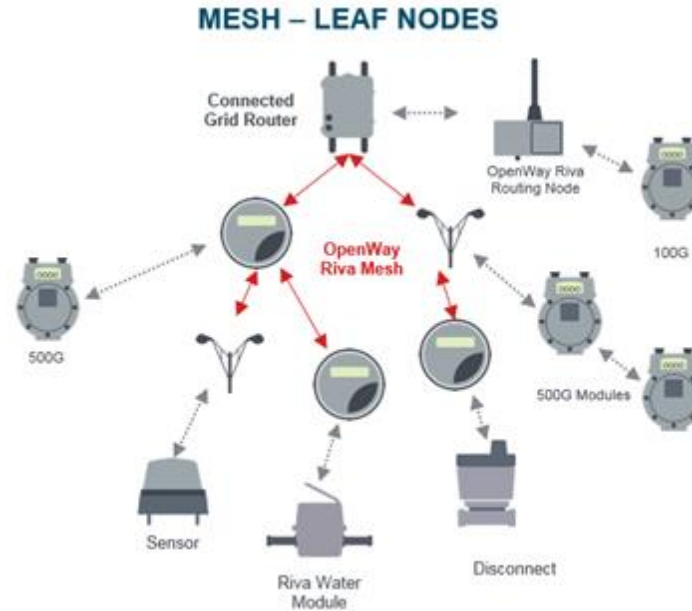 MESH – LEAF NODES
Connected
Grid Router
OpenWay Riva
Routing Node
100G
OpenWay
Riva Mesh
500G
500G Modules
Sensor
Riva Water
Module
Disconnect